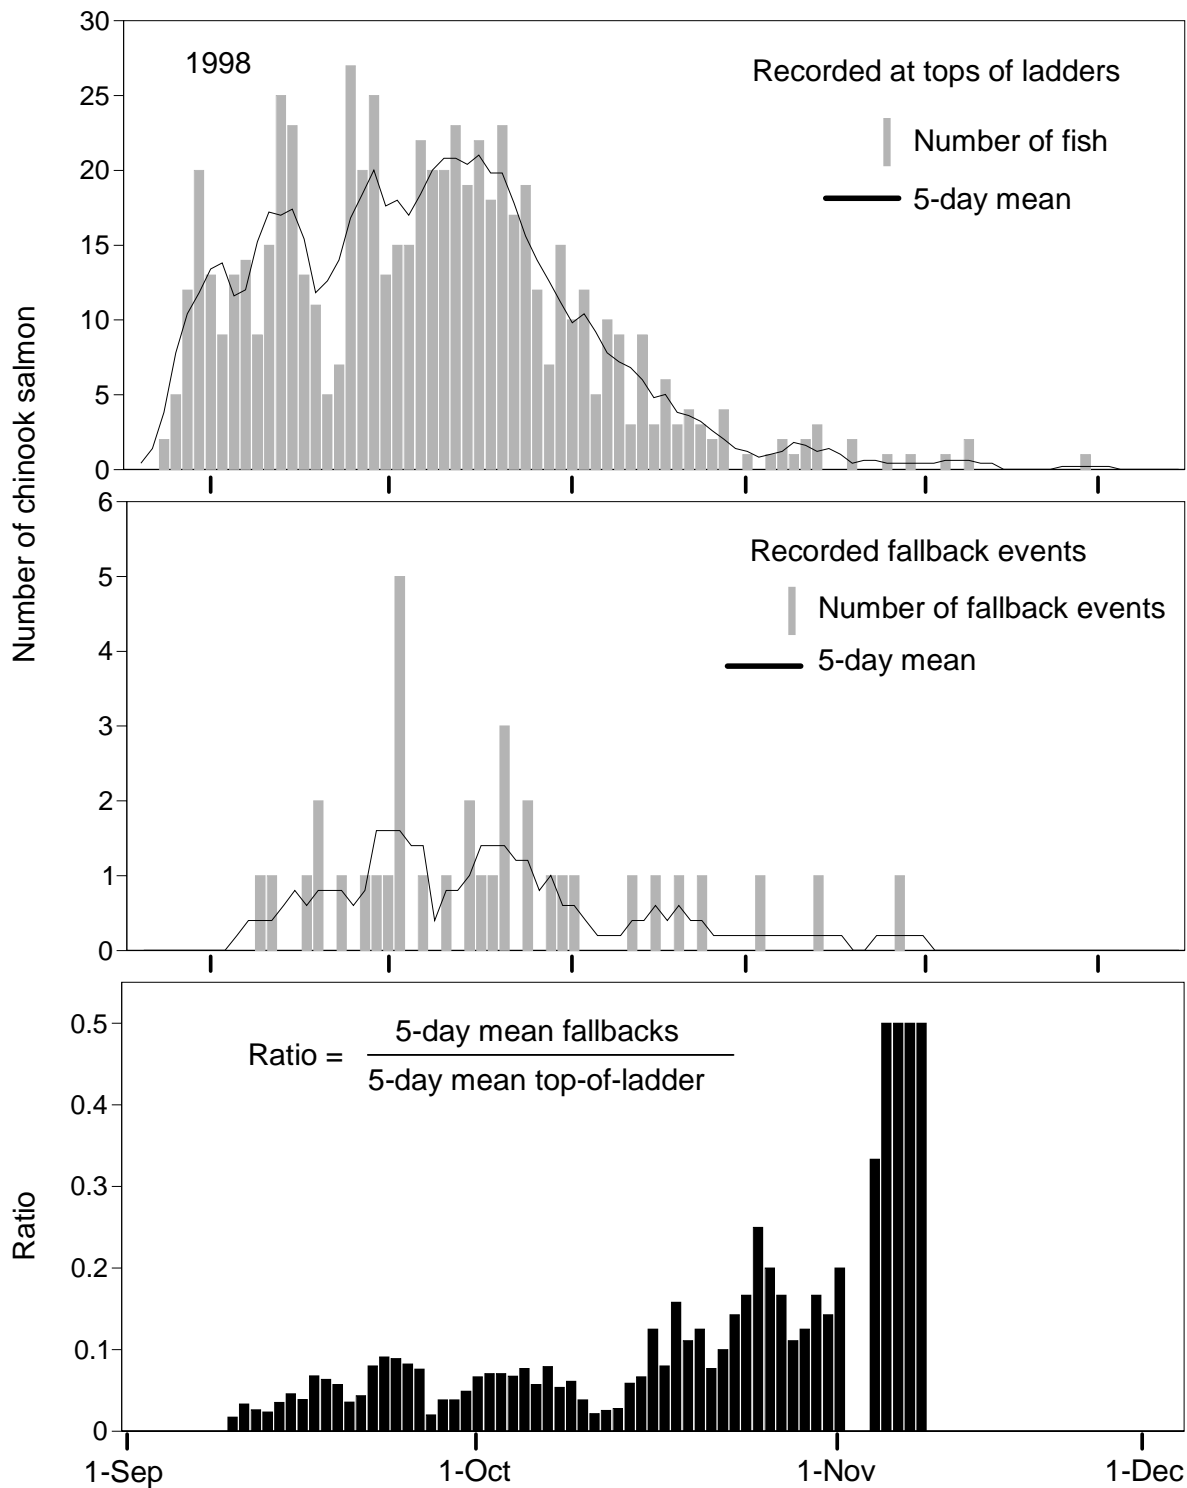 Number of chinook salmon
30
25
20
15
10
5
0
1998
Recorded at tops of ladders
Number of fish
5-day mean
6
5
4
3
2
1
0
Recorded fallback events
Number of fallback events
5-day mean
Ratio
0.5
0.4
0.3
0.2
0.1
0
Ratio = 5-day mean fallbacks
5-day mean top-of-ladder
1-Sep 1-Oct 1-Nov 1-Dec